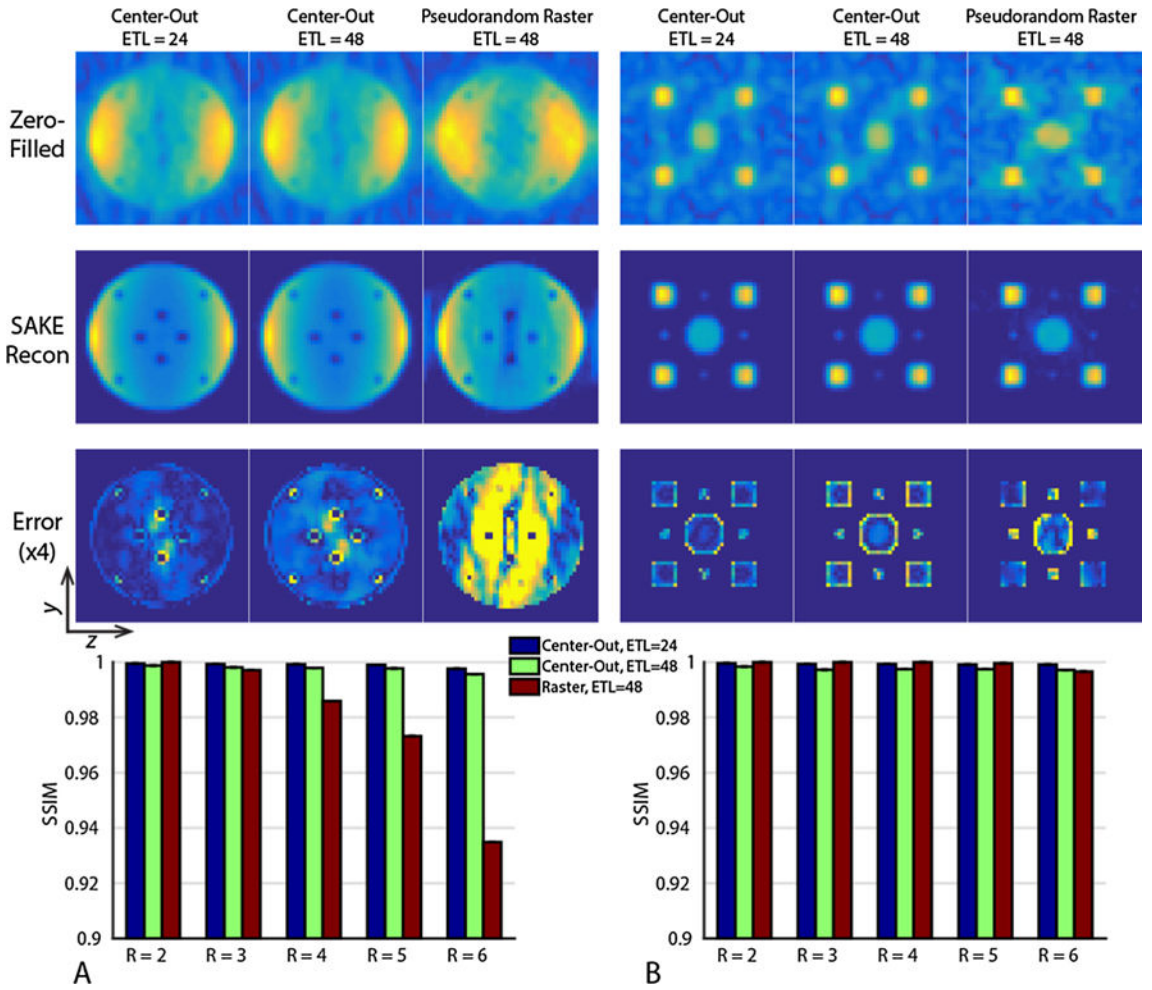 Center-Out
ETL = 24
Center-Out
ETL = 48
Pseudorandom Raster
ETL = 48
Center-Out
ETL = 24
Center-Out
ETL = 48
Pseudorandom Raster
ETL = 48
Zero-
Filled
SAKE
Recon
Error
(x4)
y
z
Center-Out, ETL=24
Center-Out, ETL=48
Raster, ETL=48
1
0.98
0.96
0.94
0.92
0.9
SSIM
R = 2
R = 3
R = 4
R = 5
R = 6
A
1
0.98
0.96
0.94
0.92
0.9
SSIM
R = 2
R = 3
R = 4
R = 5
R = 6
B